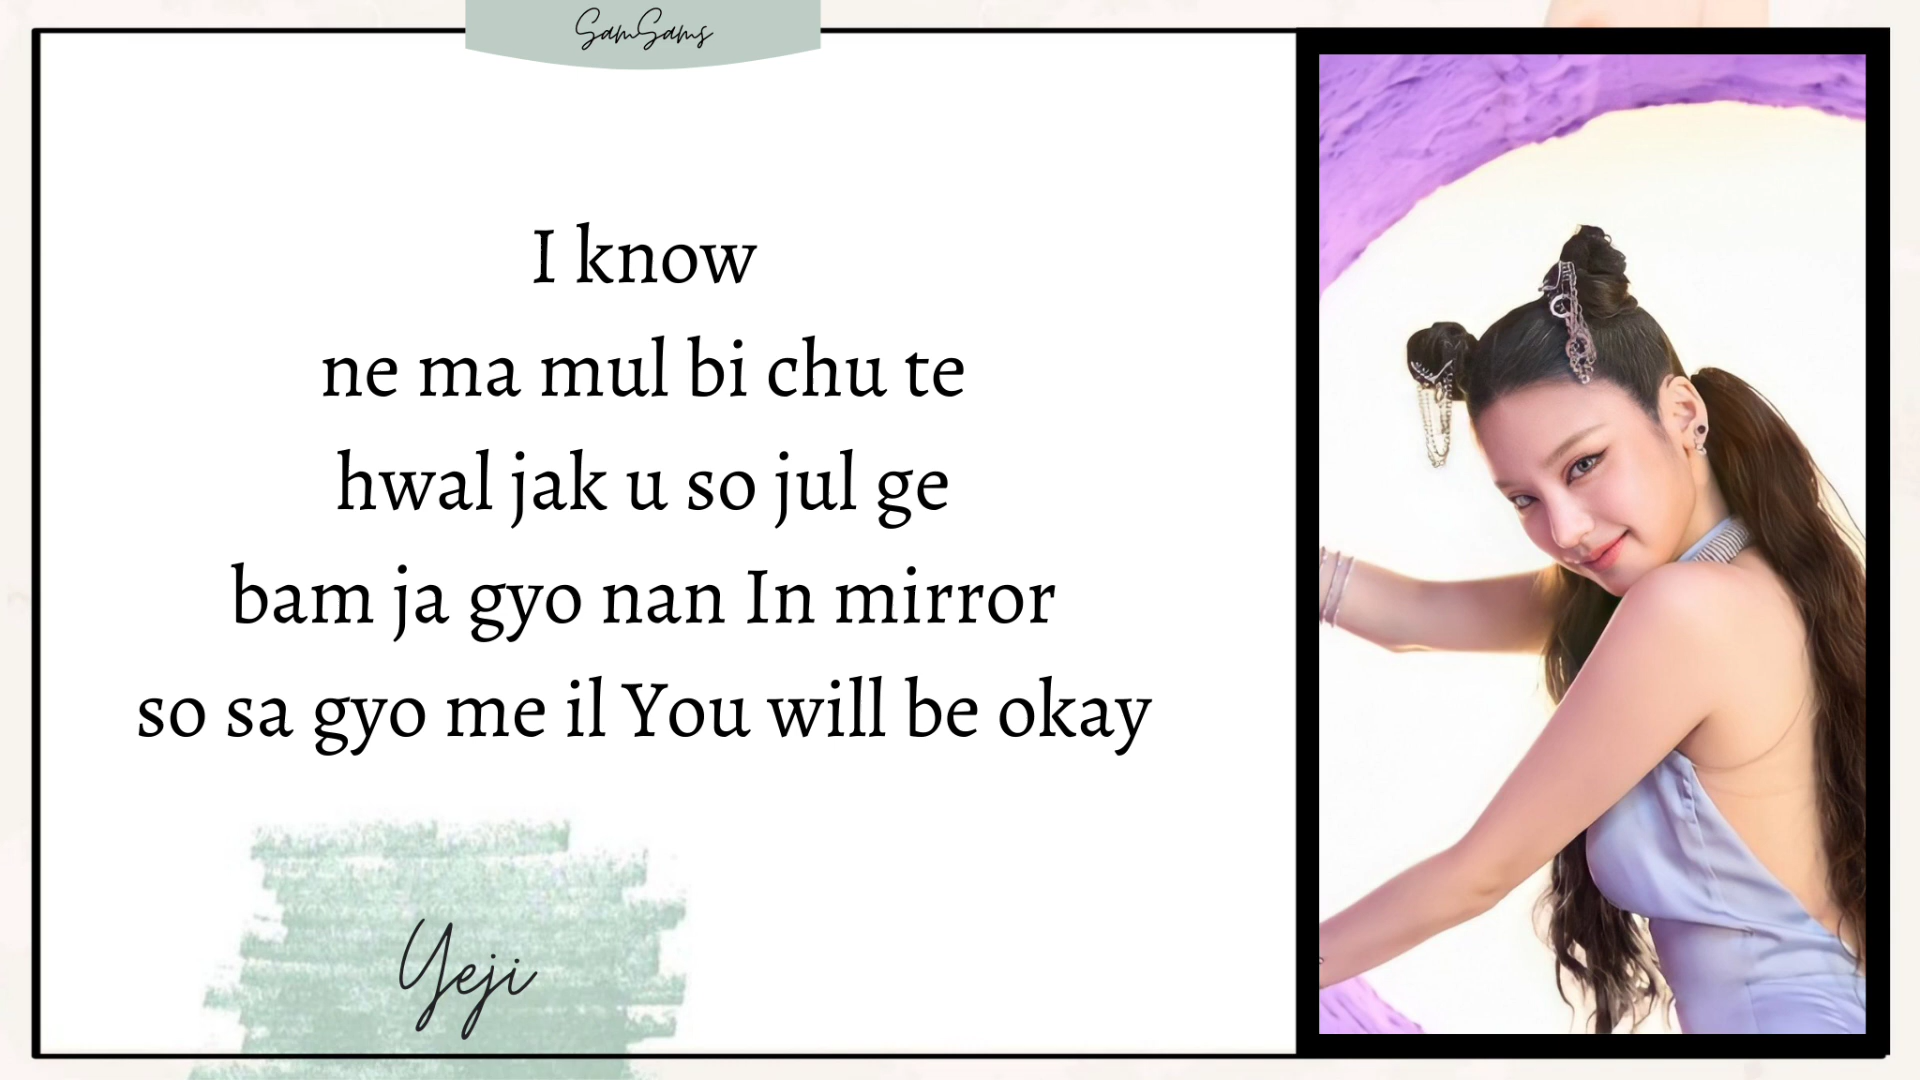 SamSams
I know
ne ma mul bi chu te
hwal jak u so jul ge
bam ja gyo nan In mirror
so sa gyo me il You will be okay
Yeji